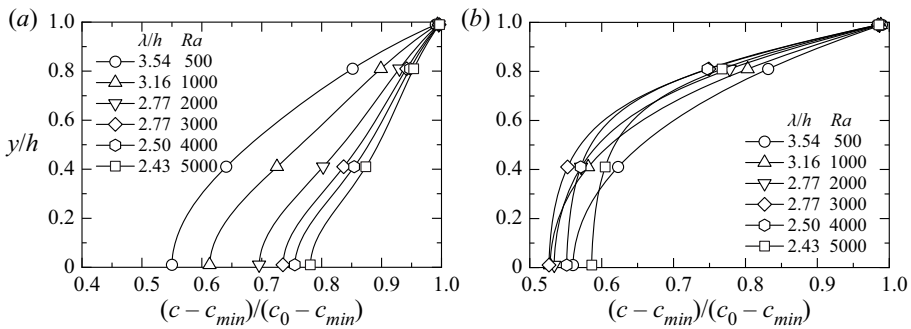 (a)
1.0
0.8
0.6
0.4
0.2
0
y/h
λ/h Ra
3.54 500
3.16 1000
2.77 2000
2.77 3000
2.50 4000
2.43 5000
0.4 0.5 0.6 0.7 0.8 0.9 1.0
(c – c_min)/(c_0 – c_min)
(b)
1.0
0.8
0.6
0.4
0.2
0
λ/h Ra
3.54 500
3.16 1000
2.77 2000
2.77 3000
2.50 4000
2.43 5000
0.5 0.6 0.7 0.8 0.9 1.0
(c – c_min)/(c_0 – c_min)